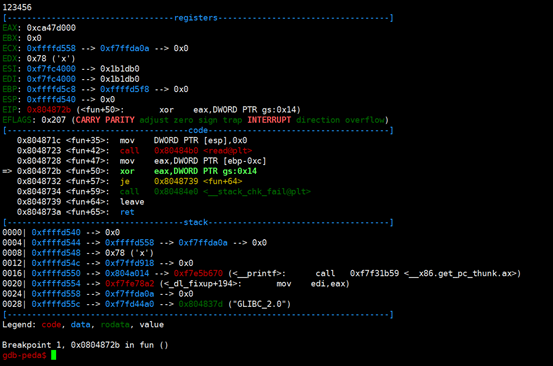 123456
[----------------------------------registers-----------------------------------]
EAX: 0xca47d000
EBX: 0x0
ECX: 0xffffd558 --> 0xf7ffda0a --> 0x0
EDX: 0x78 ('x')
ESI: 0xf7fc4000 --> 0x1b1db0
EDI: 0xf7fc4000 --> 0x1b1db0
EBP: 0xffffd5c8 --> 0xffffd5f8 --> 0x0
ESP: 0xffffd540 --> 0x0
EIP: 0x804872b (<fun+50>: xor eax,DWORD PTR gs:0x14)
EFLAGS: 0x207 (CARRY PARITY adjust zero sign trap INTERRUPT direction overflow)
[-------------------------------------code-------------------------------------]
0x804871c <fun+35>: mov DWORD PTR [esp],0x0
0x8048723 <fun+42>: call 0x80484b0 <read@plt>
0x8048728 <fun+47>: mov eax,DWORD PTR [ebp-0xc]
=> 0x804872b <fun+50>: xor eax,DWORD PTR gs:0x14
0x8048732 <fun+57>: je 0x8048739 <fun+64>
0x8048734 <fun+59>: call 0x80484e0 <__stack_chk_fail@plt>
0x8048739 <fun+64>: leave
0x804873a <fun+65>: ret
[------------------------------------stack-------------------------------------]
0000| 0xffffd540 --> 0x0
0004| 0xffffd544 --> 0xffffd558 --> 0xf7ffda0a --> 0x0
0008| 0xffffd548 --> 0x78 ('x')
0012| 0xffffd54c --> 0xf7ffd918 --> 0x0
0016| 0xffffd550 --> 0x804a014 --> 0xf7e5b670 (<__printf>: call 0xf7f31b59 <__x86.get_pc_thunk.ax>)
0020| 0xffffd554 --> 0xf7fe78a2 (<_dl_fixup+194>: mov edi,eax)
0024| 0xffffd558 --> 0xf7ffda0a --> 0x0
0028| 0xffffd55c --> 0xf7fd44a0 --> 0x804837d ("GLIBC_2.0")
[------------------------------------------------------------------------------]
Legend: code, data, rodata, value
Breakpoint 1, 0x0804872b in fun ()
gdb-peda$